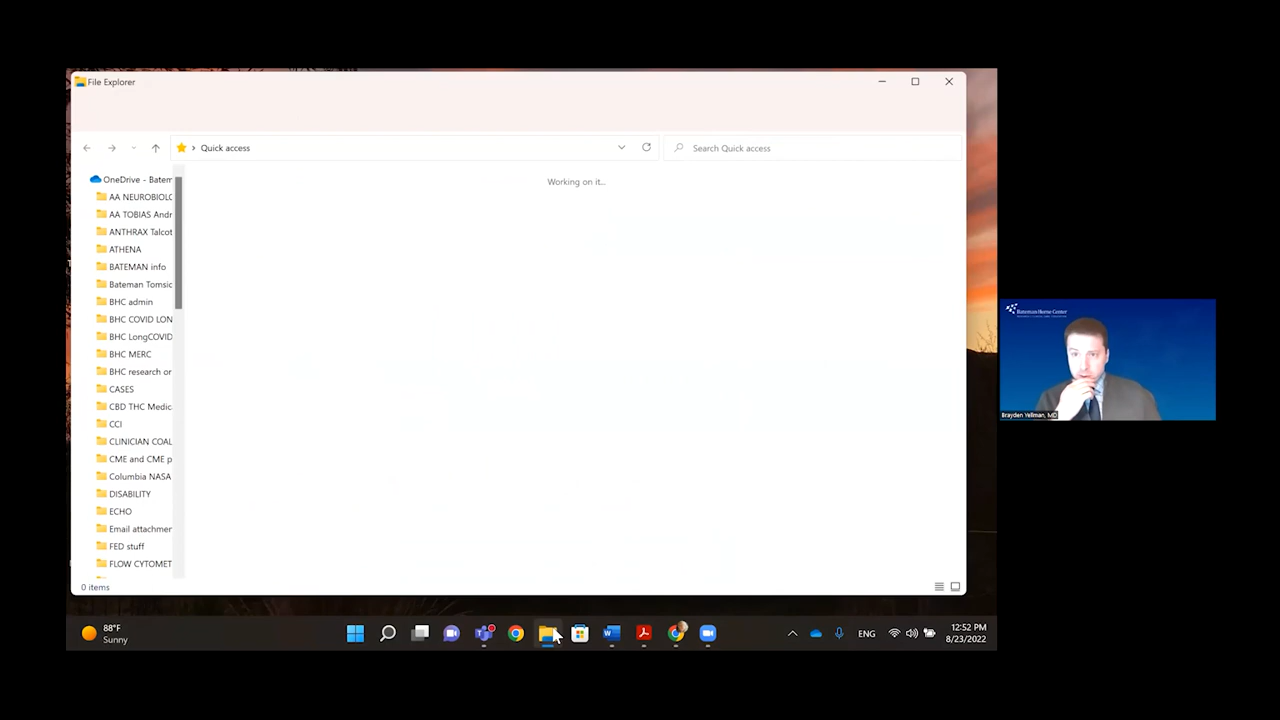 File Explorer
Quick access
Search Quick access
Working on it...
OneDrive - Batem
AA NEUROBIOLO
AA TOBIAS Andr
ANTHRAX Talcot
ATHENA
BATEMAN info
Bateman Tomsic
BHC admin
BHC COVID LON
BHC LongCOVID
BHC MERC
BHC research or
CASES
CBD THC Medic
CCI
CLINICIAN COAL
CME and CME p
Columbia NASA
DISABILITY
ECHO
Email attachmer
FED stuff
FLOW CYTOMET
0 items
Bateman Horne Center
Brayden Yellman, MD
88°F
Sunny
ENG
12:52 PM
8/23/2022